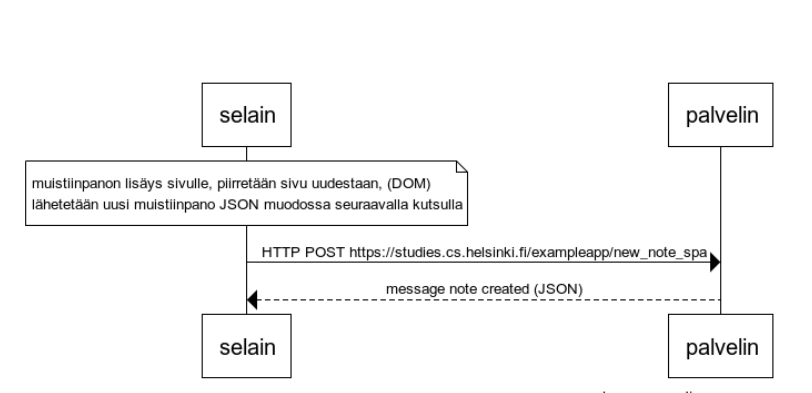 selain
palvelin
muistiinpanon lisäys sivulle, piirretään sivu uudestaan, (DOM)
lähetetään uusi muistiinpano JSON muodossa seuraavalla kutsulla
HTTP POST https://studies.cs.helsinki.fi/exampleapp/new_note_spa
message note created (JSON)
selain
palvelin